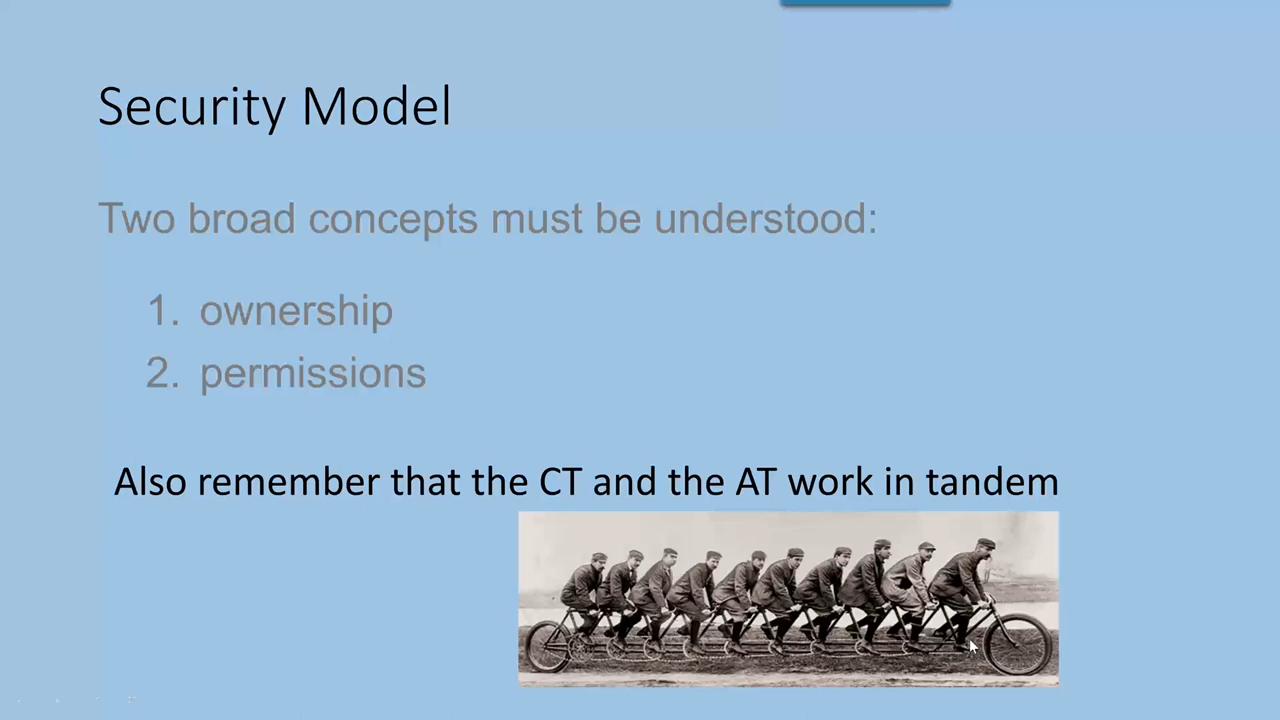 Security Model
Two broad concepts must be understood:
1. ownership
2. permissions
Also remember that the CT and the AT work in tandem